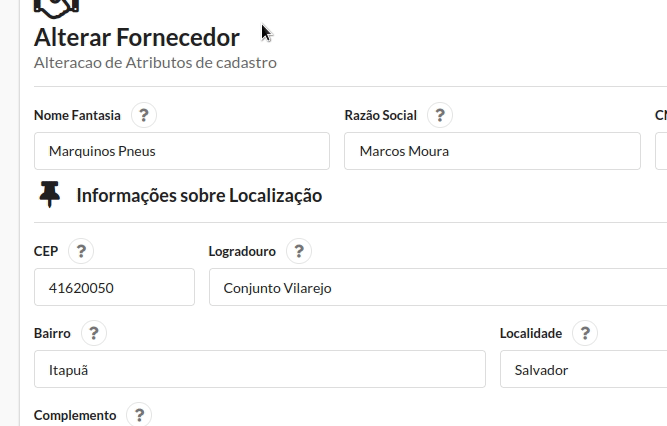 Alterar Fornecedor
Alteracao de Atributos de cadastro
Nome Fantasia ? Razão Social ?
Marquinos Pneus Marcos Moura
Informações sobre Localização
CEP ? Logradouro ?
41620050 Conjunto Vilarejo
Bairro ? Localidade ?
Itapuã Salvador
Complemento ?